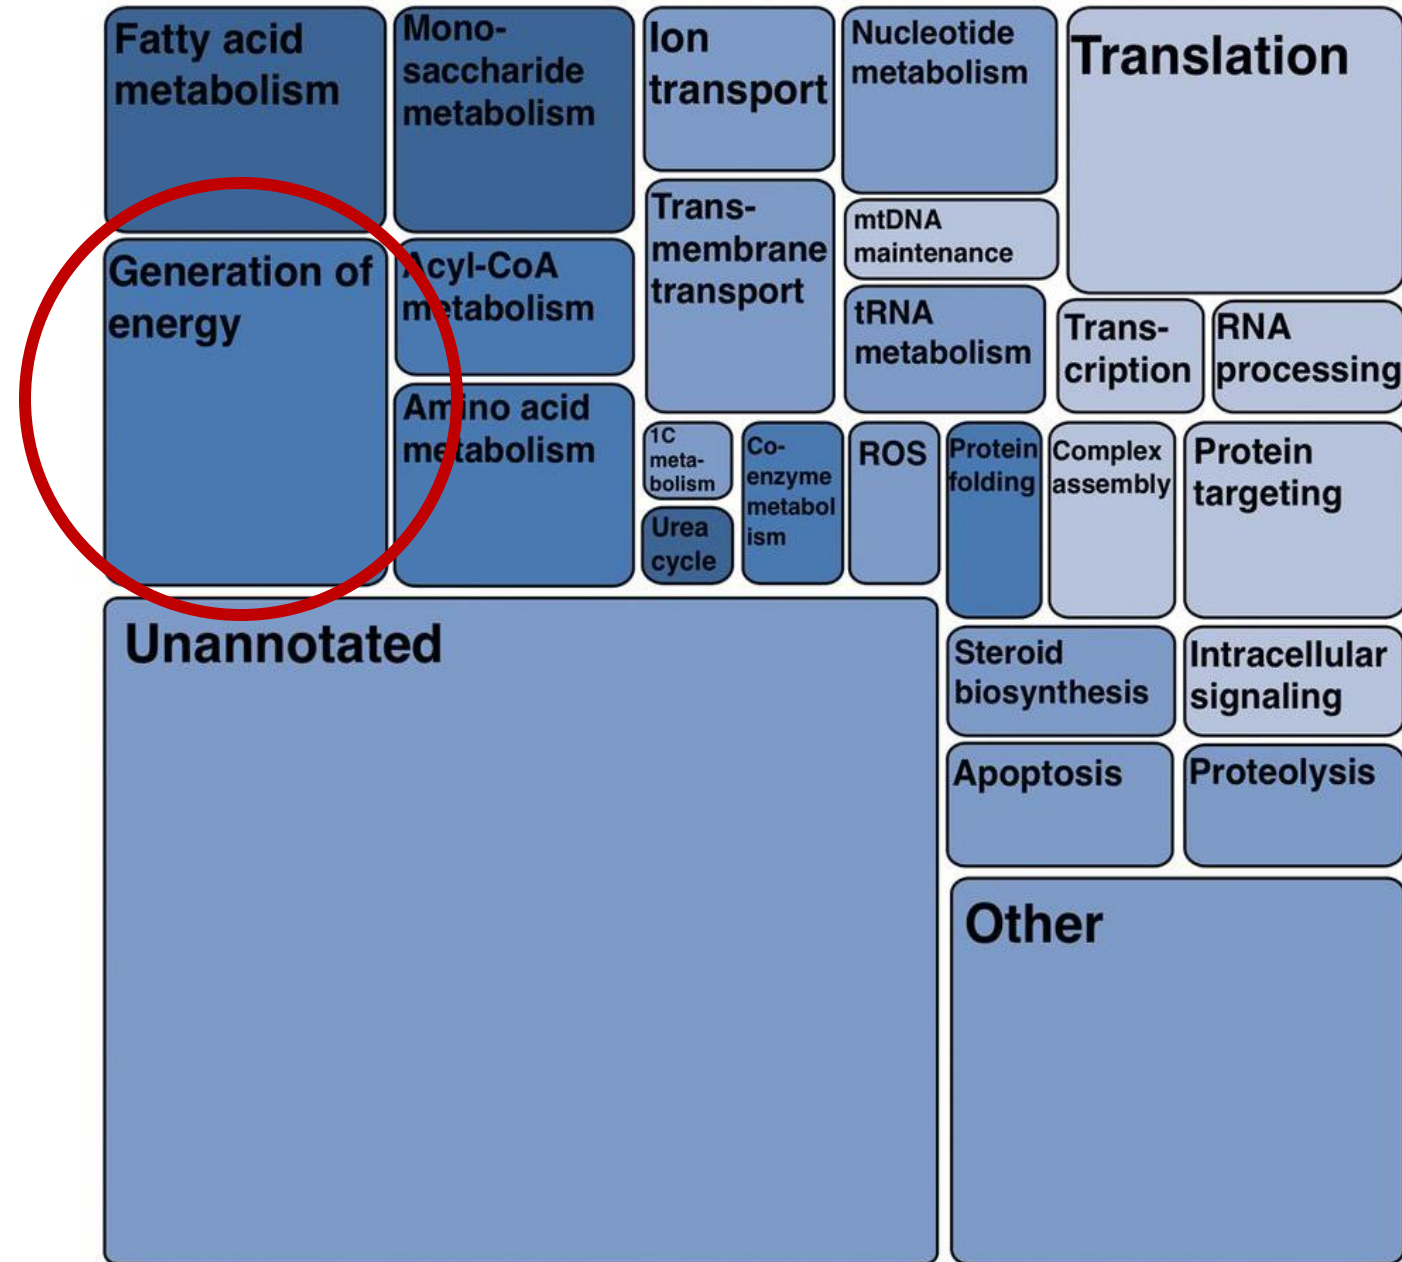 Fatty acid
metabolism
Mono-
saccharide
metabolism
Ion
transport
Nucleotide
metabolism
Translation
Trans-
membrane
transport
mtDNA
maintenance
Generation of
energy
Acyl-CoA
metabolism
tRNA
metabolism
Trans-
cription
RNA
processing
Amino acid
metabolism
1C
meta-
bolism
Co-
enzyme
metabol
ism
ROS
Protein
folding
Complex
assembly
Protein
targeting
Urea
cycle
Unannotated
Steroid
biosynthesis
Intracellular
signaling
Apoptosis
Proteolysis
Other